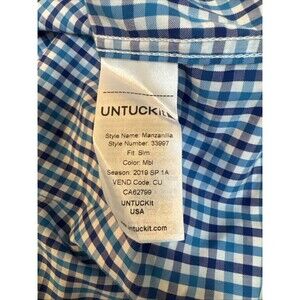 UNTUCKit
Style Name: Manzanilla
Style Number: 33997
Fit: Slim
Color: Mbl
Season: 2019 SP 1A
VEND Code: CU
CA62799
UNTUCKit
USA
untuckit.com